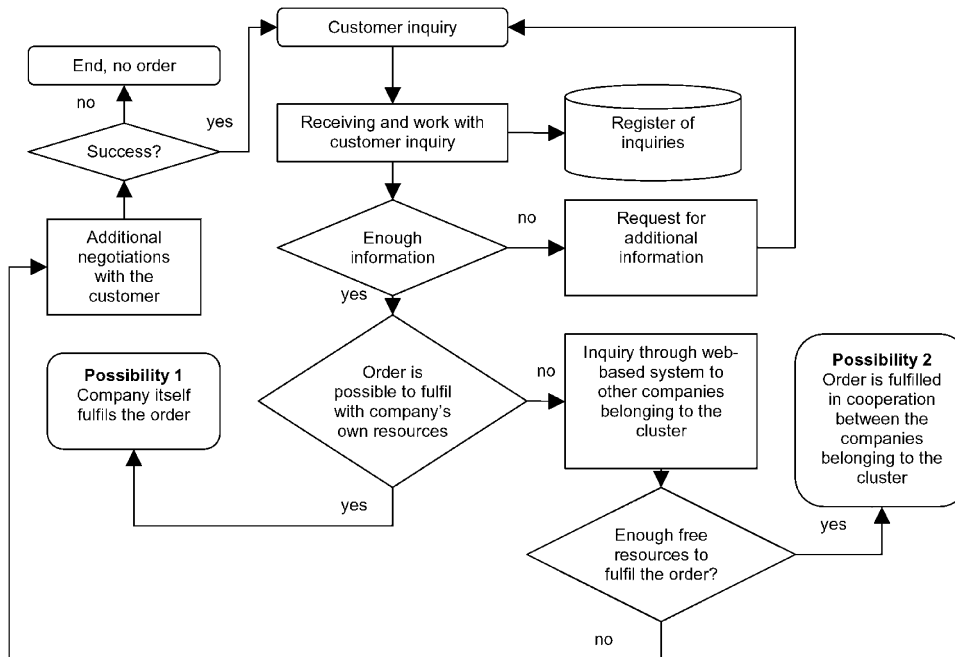 Customer inquiry
End, no order
no
yes
Success?
Receiving and work with
customer inquiry
Register of
inquiries
Additional
negotiations
with the
customer
Enough
information
no
Request for
additional
information
yes
Possibility 1
Company itself
fulfils the order
Order is
possible to fulfil
with company’s
own resources
no
Inquiry through web-
based system to
other companies
belonging to the
cluster
Possibility 2
Order is fulfilled
in cooperation
between the
companies
belonging to the
cluster
yes
Enough free
resources to
fulfil the order?
yes
no